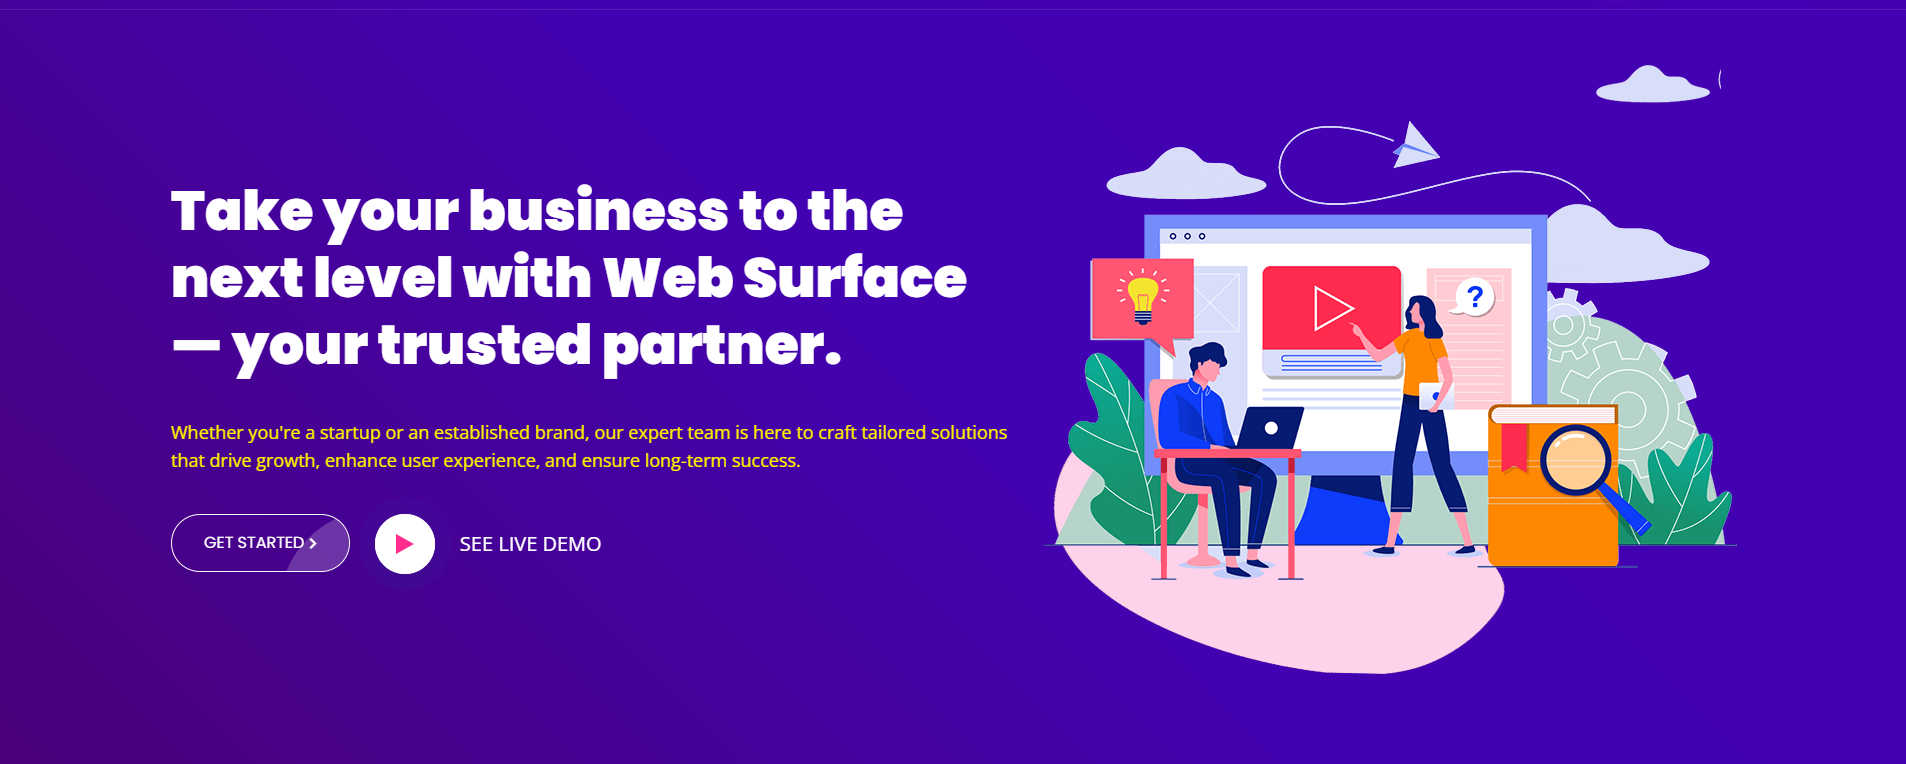 Take your business to the
next level with Web Surface
— your trusted partner.
Whether you're a startup or an established brand, our expert team is here to craft tailored solutions
that drive growth, enhance user experience, and ensure long-term success.
GET STARTED
SEE LIVE DEMO
?